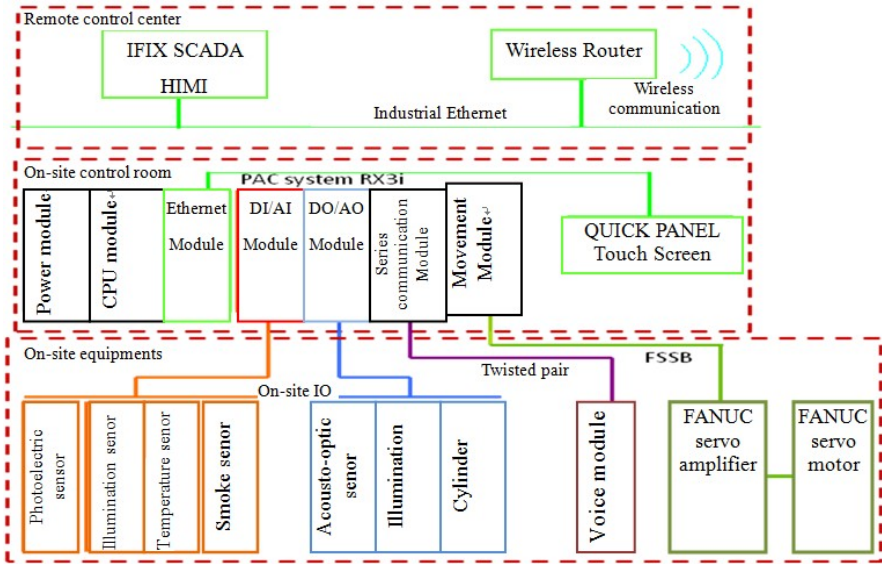 Remote control center
IFIX SCADA
HIMI
Wireless Router
Wireless
communication
Industrial Ethernet
On-site control room
PAC system RX3i
Power module
CPU module↵
Ethernet
Module
DI/AI
Module
DO/AO
Module
Series
communication
Module
Movement
Module↵
QUICK PANEL
Touch Screen
On-site equipments
Twisted pair
FSSB
On-site IO
Photoelectric
sensor
Illumination senor
Temperature senor
Smoke senor
Acousto-optic
senor
Illumination
Cylinder
Voice module
FANUC
servo
amplifier
FANUC
servo
motor